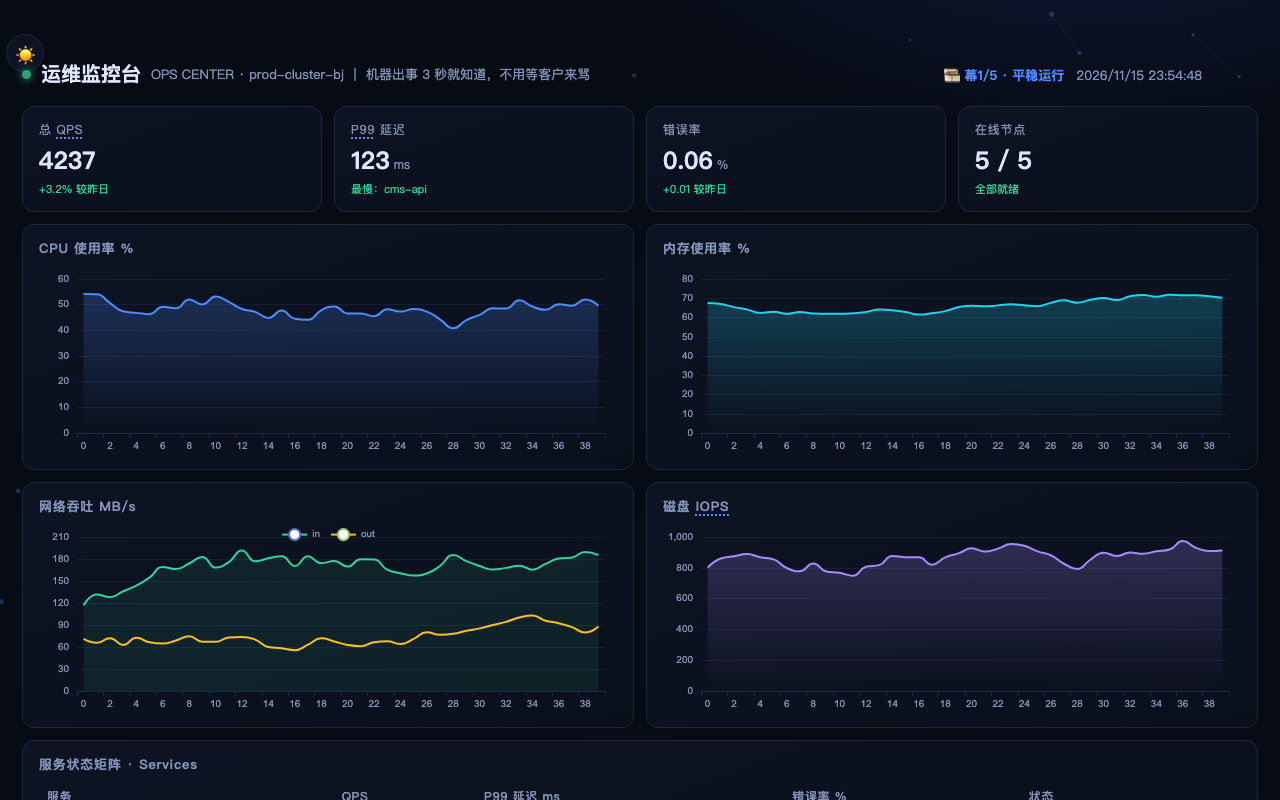 运维监控台 OPS CENTER · prod-cluster-bj | 机器出事 3 秒就知道，不用等客户来骂
幕1/5 · 平稳运行 2026/11/15 23:54:48
总 QPS
4237
+3.2% 较昨日
P99 延迟
123 ms
最慢：cms-api
错误率
0.06 %
+0.01 较昨日
在线节点
5 / 5
全部就绪
CPU 使用率 %
60
50
40
30
20
10
0
0 2 4 6 8 10 12 14 16 18 20 22 24 26 28 30 32 34 36 38
内存使用率 %
80
70
60
50
40
30
20
10
0
0 2 4 6 8 10 12 14 16 18 20 22 24 26 28 30 32 34 36 38
网络吞吐 MB/s
in out
210
180
150
120
90
60
30
0
0 2 4 6 8 10 12 14 16 18 20 22 24 26 28 30 32 34 36 38
磁盘 IOPS
1,000
800
600
400
200
0
0 2 4 6 8 10 12 14 16 18 20 22 24 26 28 30 32 34 36 38
服务状态矩阵 · Services
服务 QPS P99 延迟 ms 错误率 % 状态